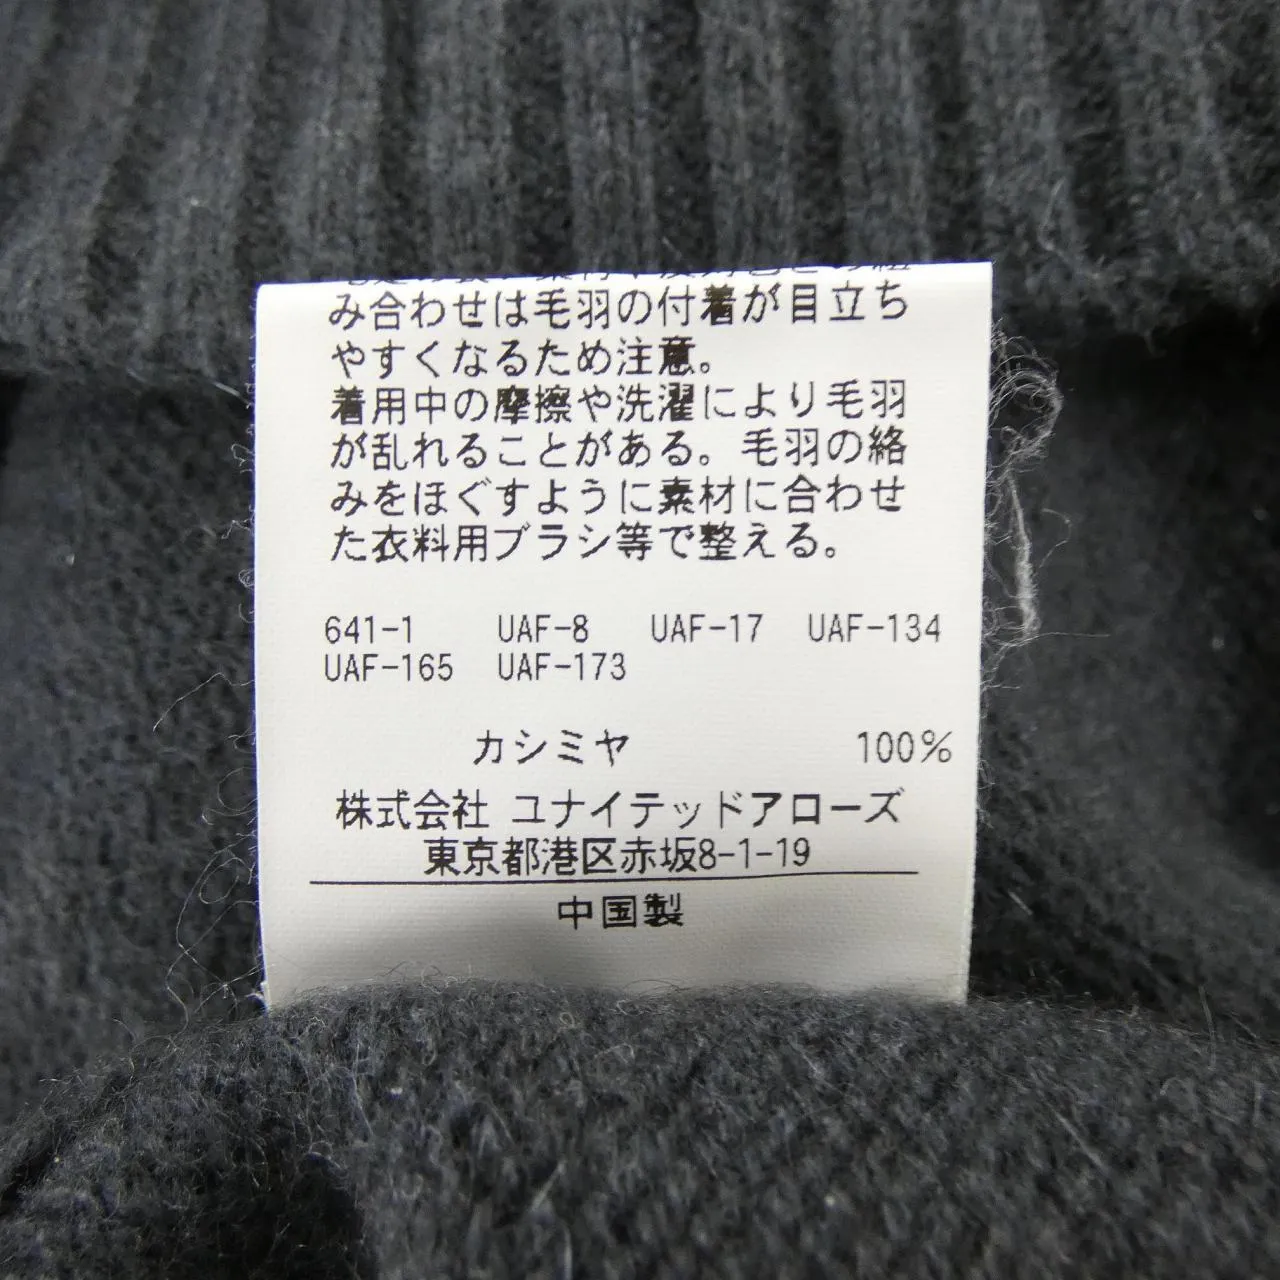 み合わせは毛羽の付着が目立ち
やすくなるため注意。
着用中の摩擦や洗濯により毛羽
が乱れることがある。毛羽の絡
みをほぐすように素材に合わせ
た衣料用ブラシ等で整える。
641-1 UAF-8 UAF-17 UAF-134
UAF-165 UAF-173
カシミヤ 100%
株式会社 ユナイテッドアローズ
東京都港区赤坂8-1-19
中国製